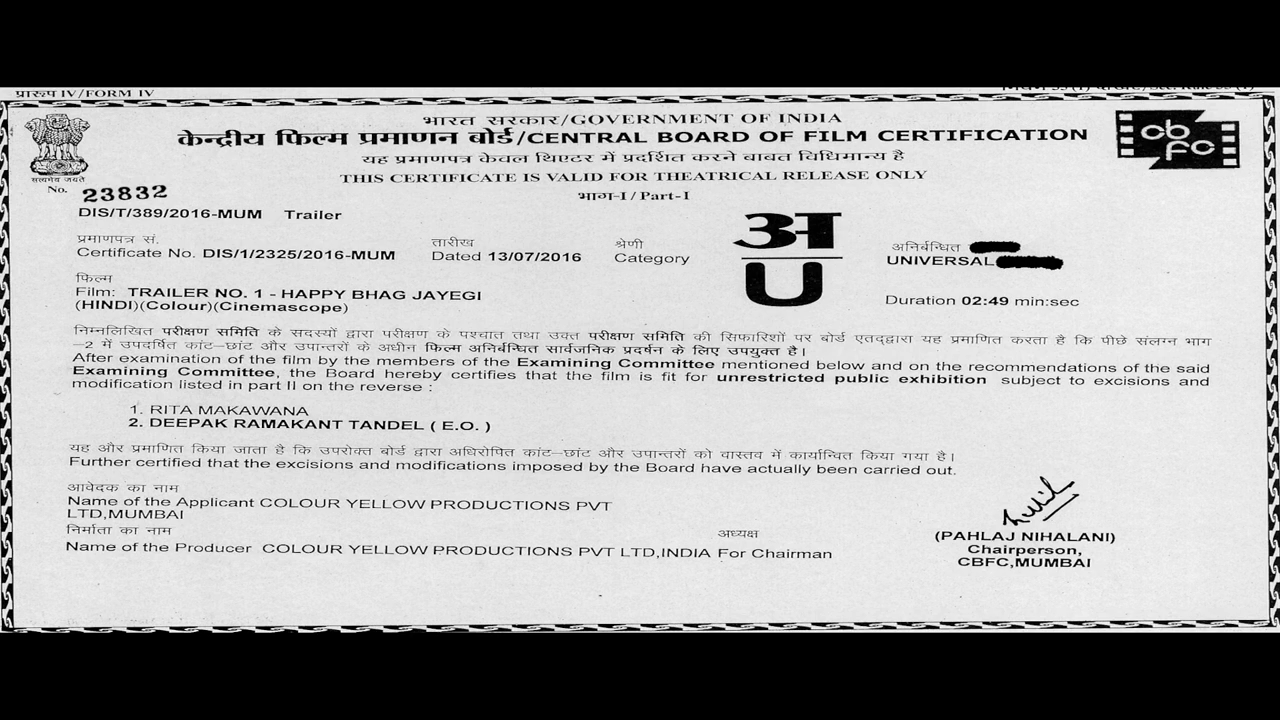 प्रारूप IV/FORM IV
भारत सरकार/GOVERNMENT OF INDIA
केन्द्रीय फिल्म प्रमाणन बोर्ड/CENTRAL BOARD OF FILM CERTIFICATION
cb
fc
यह प्रमाणपत्र केवल थिएटर में प्रदर्शित करने बाबत विधिमान्य है
THIS CERTIFICATE IS VALID FOR THEATRICAL RELEASE ONLY
सत्यमेव जयते
No. 23832
भाग-I / Part-I
DIS/T/389/2016-MUM Trailer
प्रमाणपत्र सं. तारीख श्रेणी अ अनिर्बन्धित
Certificate No. DIS/1/2325/2016-MUM Dated 13/07/2016 Category U UNIVERSAL
फिल्म
Film: TRAILER NO. 1 - HAPPY BHAG JAYEGI Duration 02:49 min:sec
(HINDI)(Colour)(Cinemascope)
निम्नलिखित परीक्षण समिति के सदस्यों द्वारा परीक्षण के पश्चात तथा उक्त परीक्षण समिति की सिफारिशों पर बोर्ड एतद्द्वारा यह प्रमाणित करता है कि पीछे संलग्न भाग
-2 में उपदर्षित कांट-छांट और उपान्तरों के अधीन फिल्म अनिर्बन्धित सार्वजनिक प्रदर्शन के लिए उपयुक्त है।
After examination of the film by the members of the Examining Committee mentioned below and on the recommendations of the said
Examining Committee, the Board hereby certifies that the film is fit for unrestricted public exhibition subject to excisions and
modification listed in part II on the reverse :
1. RITA MAKAWANA
2. DEEPAK RAMAKANT TANDEL ( E.O. )
यह और प्रमाणित किया जाता है कि उपरोक्त बोर्ड द्वारा अधिरोपित कांट-छांट और उपान्तरों को वास्तव में कार्यान्वित किया गया है।
Further certified that the excisions and modifications imposed by the Board have actually been carried out.
आवेदक का नाम
Name of the Applicant COLOUR YELLOW PRODUCTIONS PVT
LTD,MUMBAI
निर्माता का नाम अध्यक्ष
Name of the Producer COLOUR YELLOW PRODUCTIONS PVT LTD,INDIA For Chairman
(PAHLAJ NIHALANI)
Chairperson,
CBFC,MUMBAI